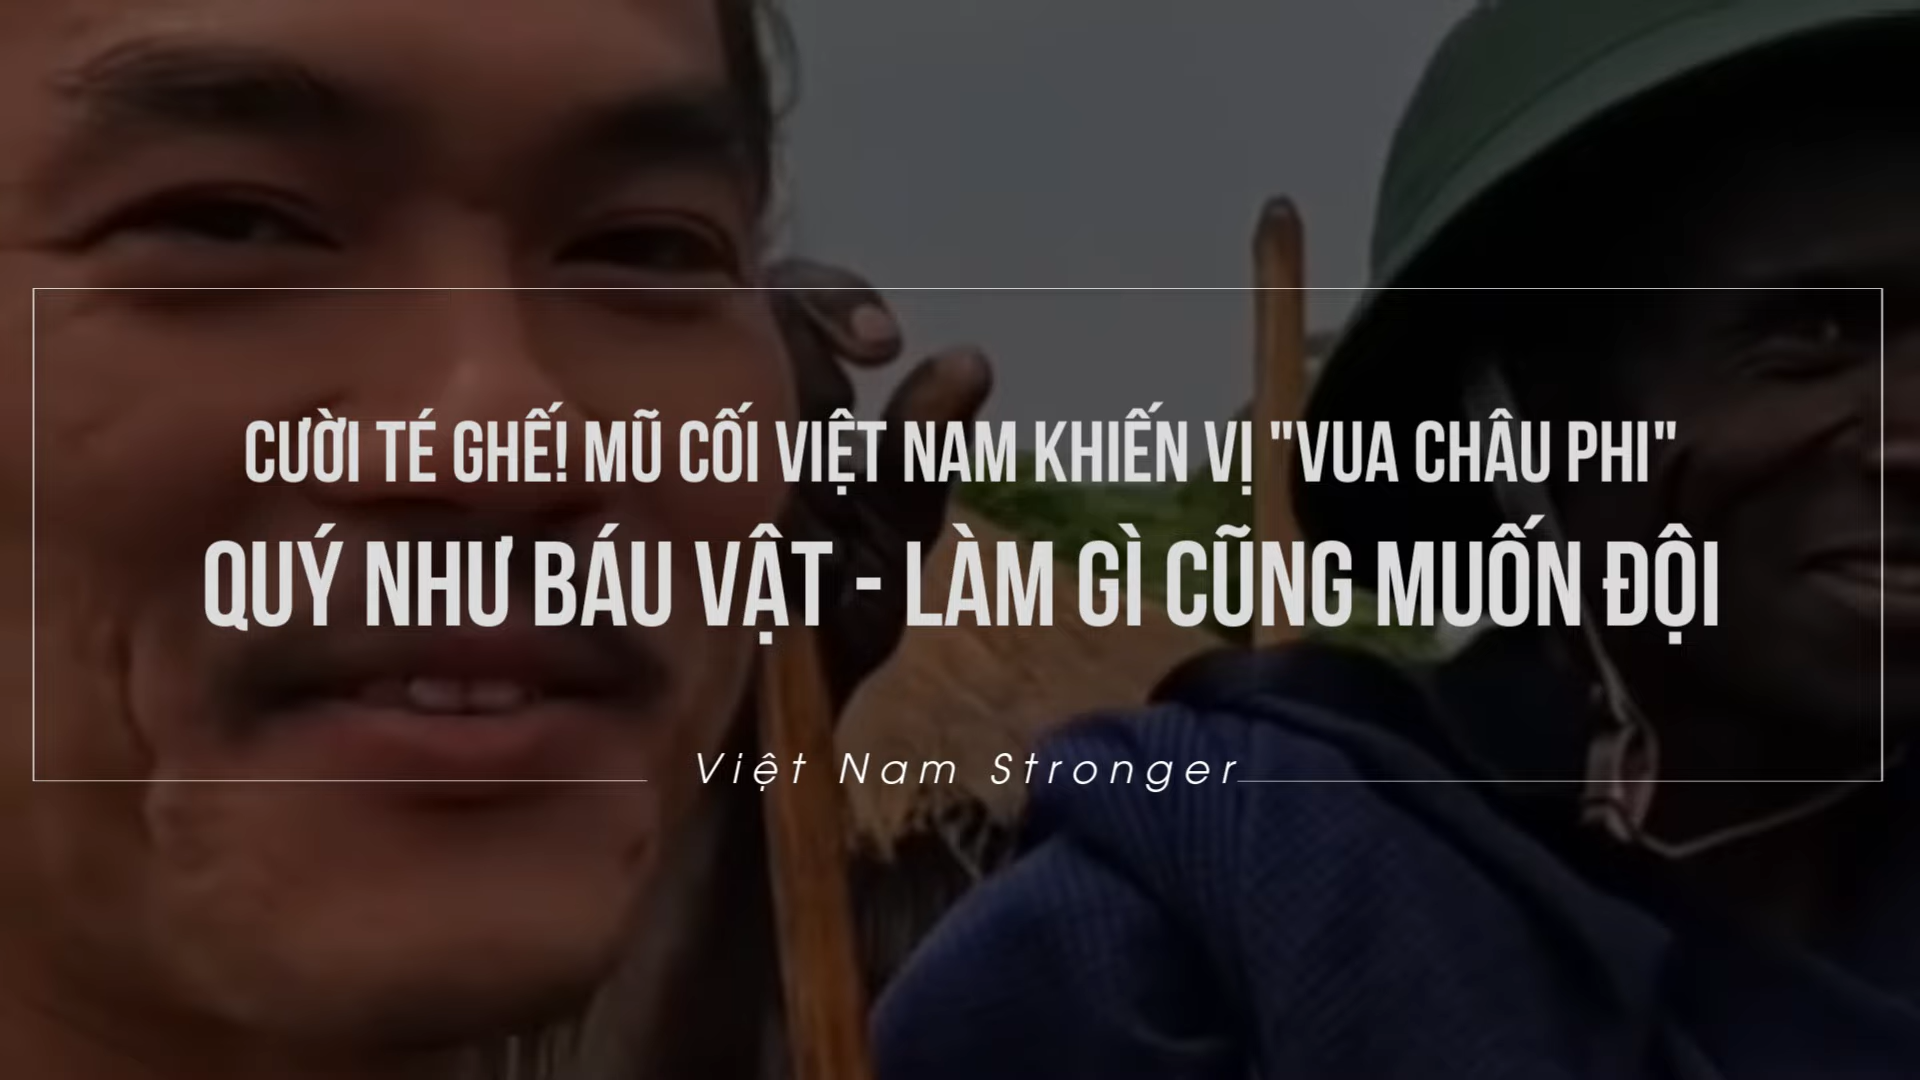 CƯỜI TÉ GHẾ! MŨ CỐI VIỆT NAM KHIẾN VỊ "VUA CHÂU PHI"
QUÝ NHƯ BÁU VẬT - LÀM GÌ CŨNG MUỐN ĐỘI
Việt Nam Stronger